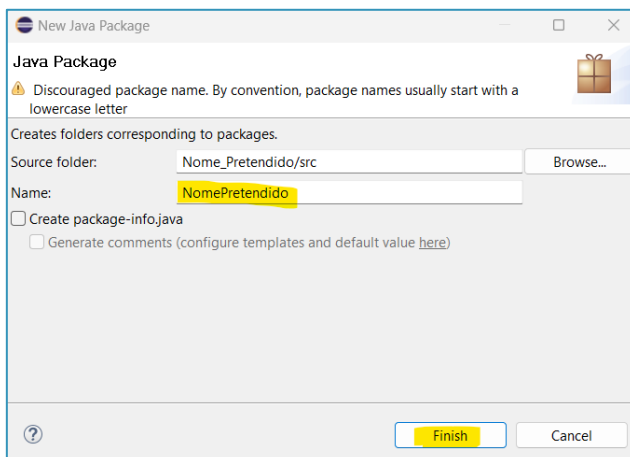 New Java Package
Java Package
Discouraged package name. By convention, package names usually start with a
lowercase letter
Creates folders corresponding to packages.
Source folder: Nome_Pretendido/src Browse...
Name: NomePretendido
Create package-info.java
Generate comments (configure templates and default value here)
? Finish Cancel